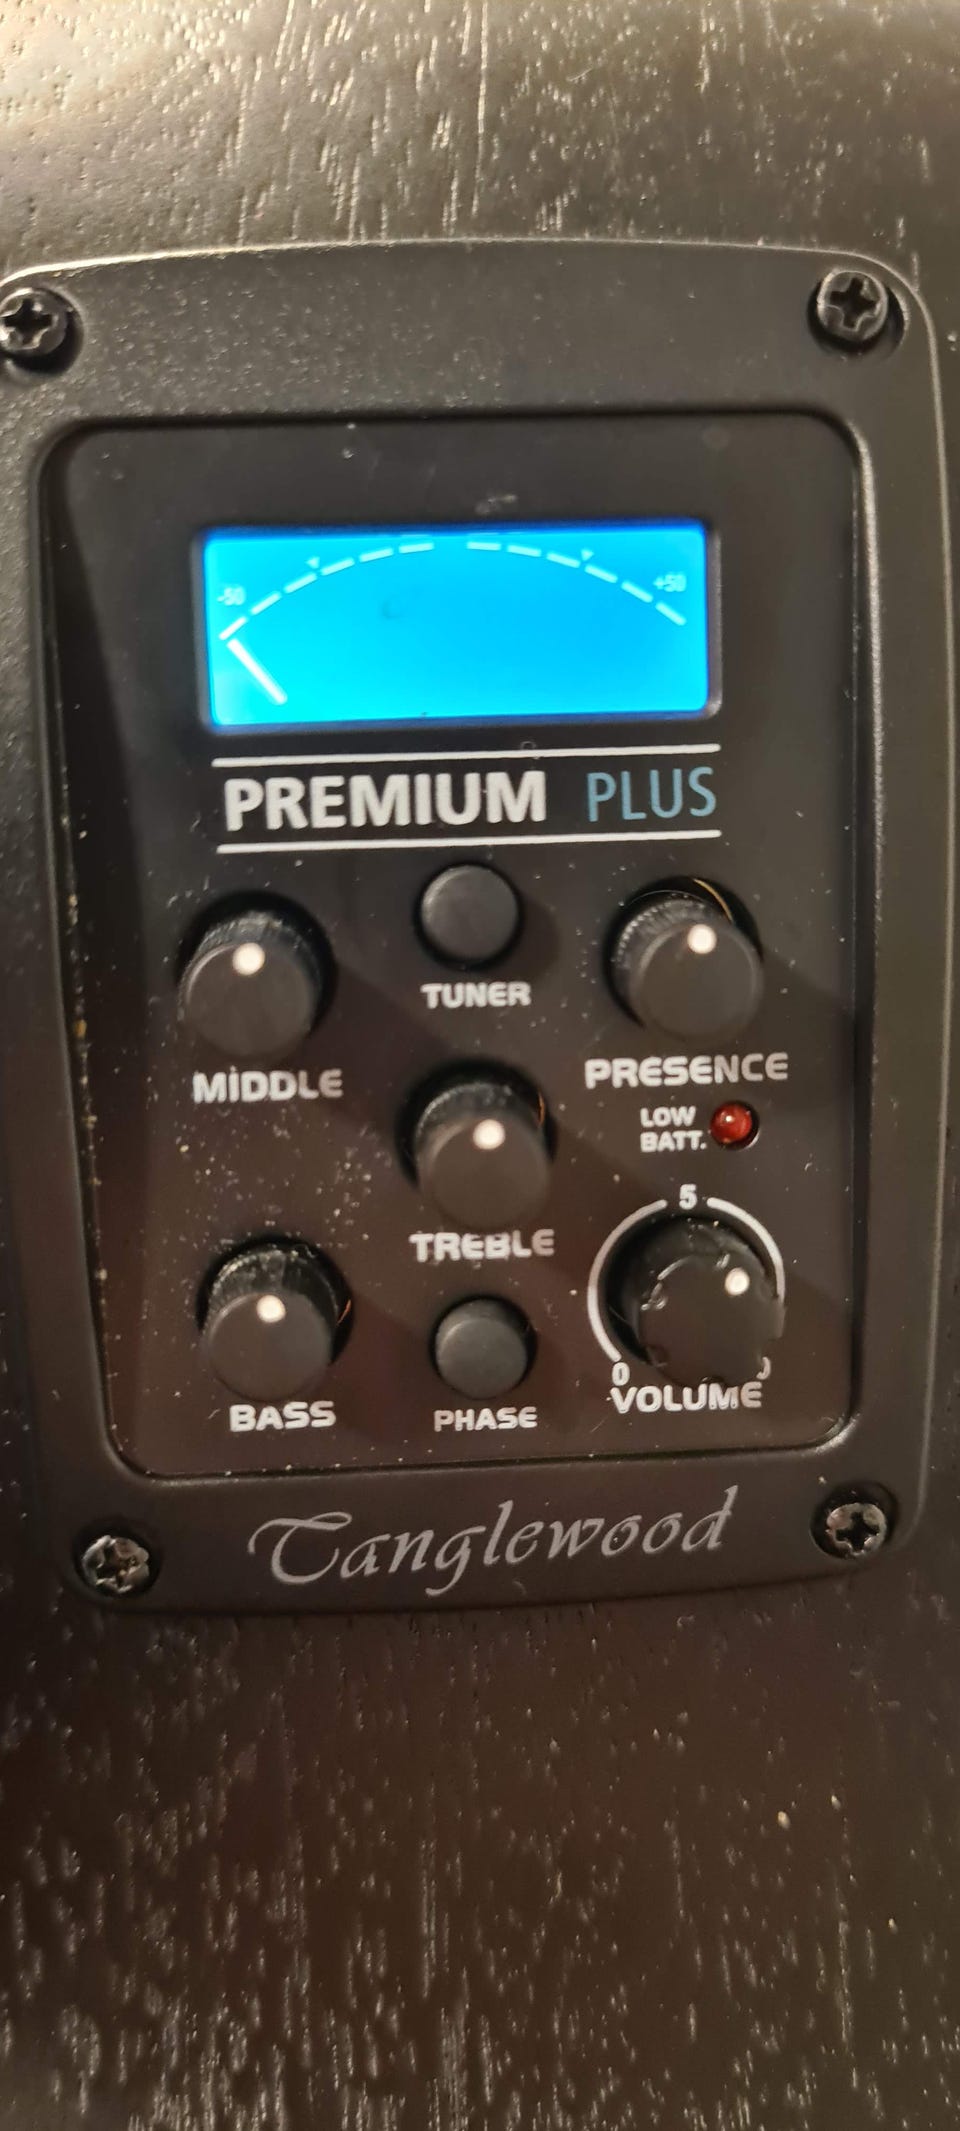 -50 +50
PREMIUM PLUS
TUNER
MIDDLE
PRESENCE
LOW
BATT.
5
TREBLE
0
VOLUME
BASS
PHASE
Tanglewood